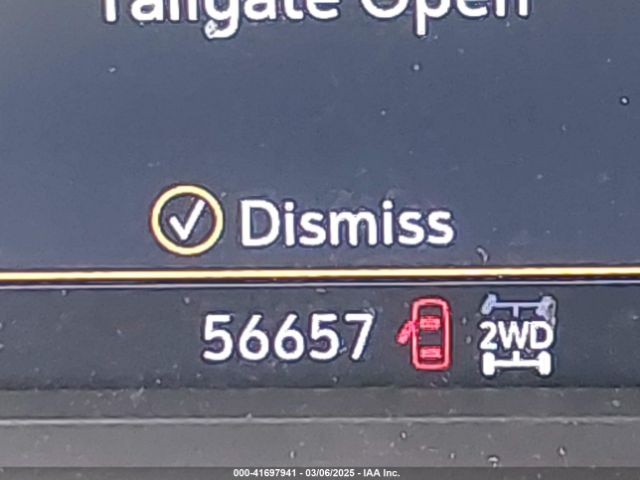 Tailgate Open
Dismiss
56657
2WD
000-41697941 - 03/06/2025 - IAA Inc.